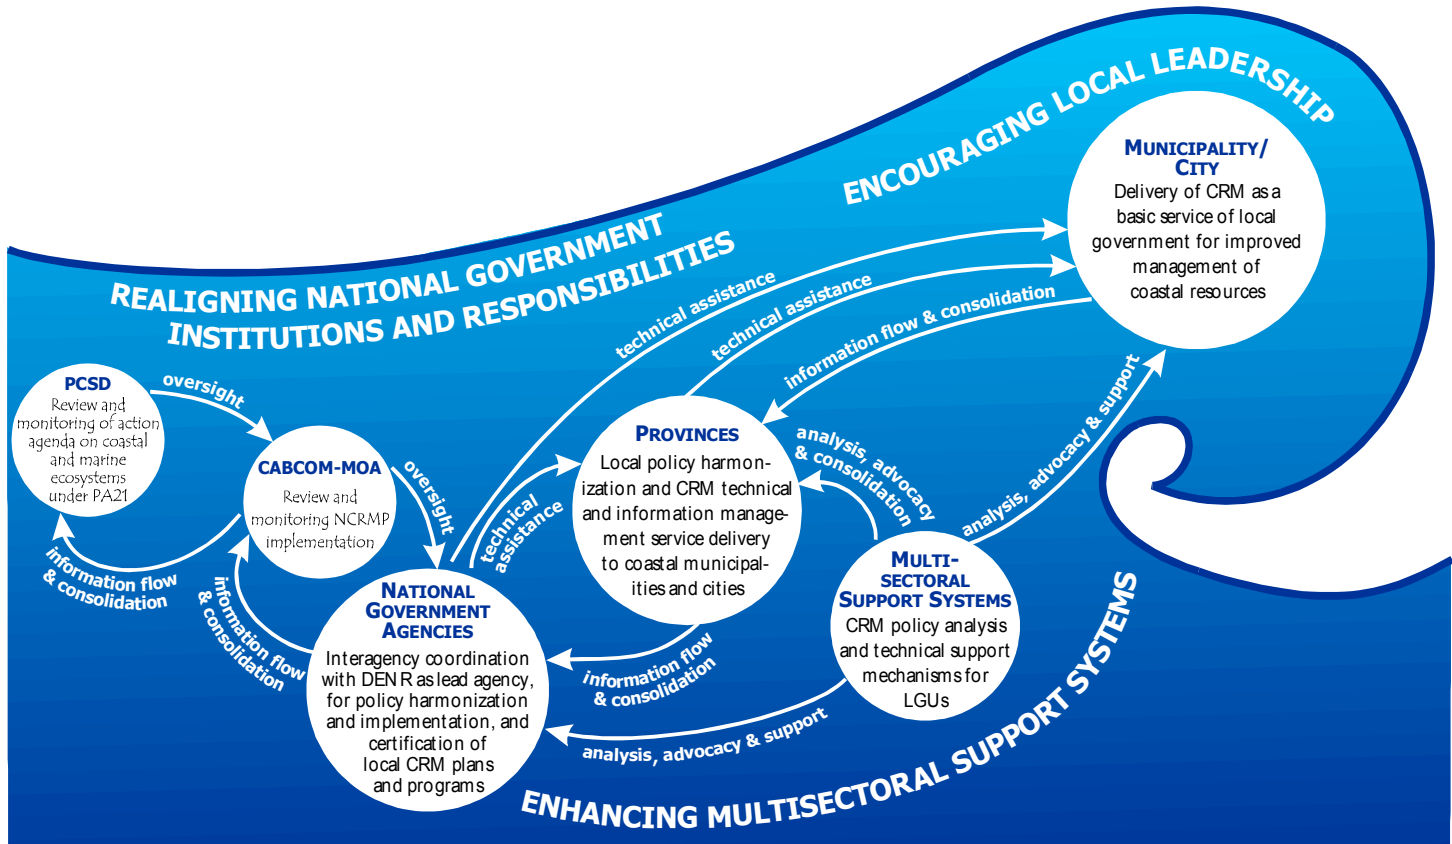 ENCOURAGING LOCAL LEADERSHIP
REALIGNING NATIONAL GOVERNMENT
INSTITUTIONS AND RESPONSIBILITIES
MUNICIPALITY/
CITY
Delivery of CRM as a
basic service of local
government for improved
management of
coastal resources
technical assistance
technical assistance
information flow & consolidation
PCSD
Review and
monitoring of action
agenda on coastal
and marine
ecosystems
under PA21
oversight
CABCOM-MOA
Review and
monitoring NCRMP
implementation
oversight
information flow
& consolidation
information flow
& consolidation
technical
assistance
PROVINCES
Local policy harmon-
ization and CRM technical
and information manage-
ment service delivery
to coastal municipal-
ities and cities
analysis, advocacy
& consolidation
analysis, advocacy & support
NATIONAL
GOVERNMENT
AGENCIES
Interagency coordination
with DENR as lead agency,
for policy harmonization
and implementation, and
certification of
local CRM plans
and programs
information flow
& consolidation
MULTI-
SECTORAL
SUPPORT SYSTEMS
CRM policy analysis
and technical support
mechanisms for
LGUs
analysis, advocacy & support
ENHANCING MULTISECTORAL SUPPORT SYSTEMS